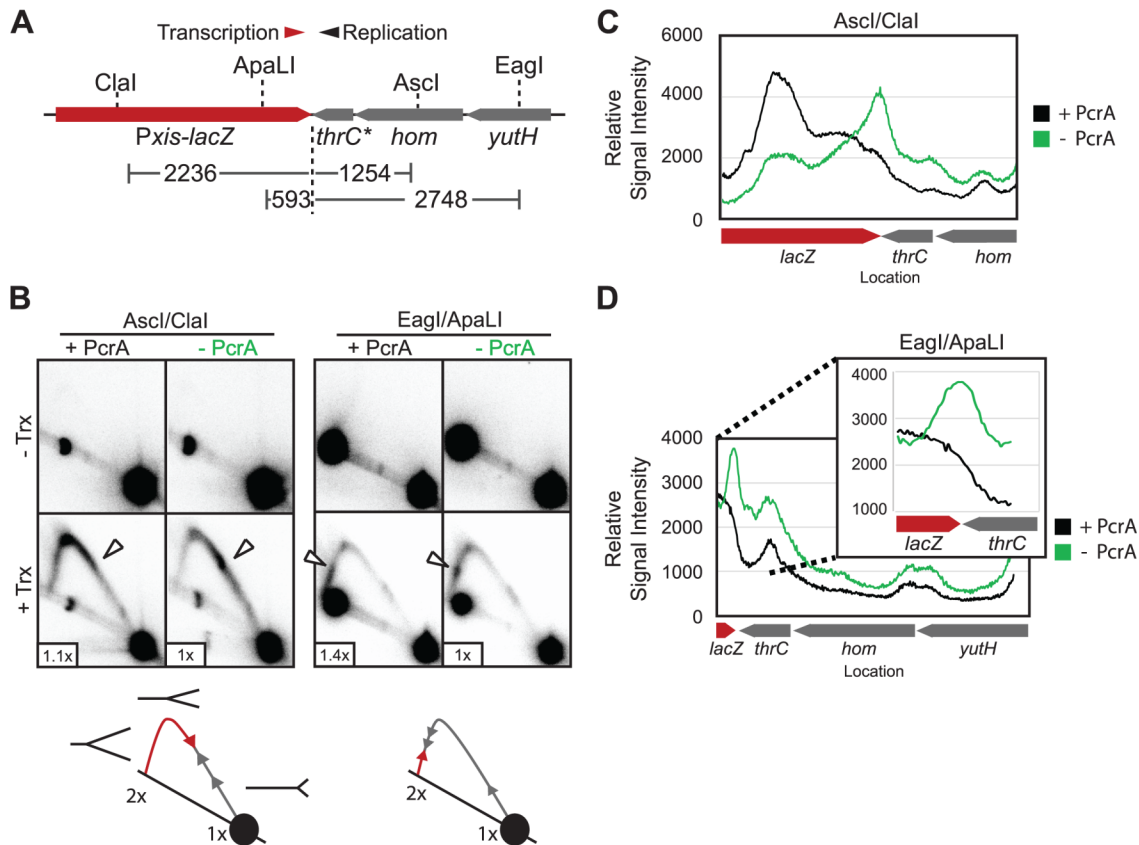 A
Transcription Replication
ClaI ApaLI AscI EagI
Pxis-lacZ thrC* hom yutH
2236 1254
593 2748
B
AscI/ClaI EagI/ApaLI
+ PcrA - PcrA + PcrA - PcrA
- Trx
+ Trx
1.1x 1x 1.4x 1x
2x 1x 2x 1x
C
AscI/ClaI
Relative
Signal Intensity
6000
4000
2000
0
+ PcrA
- PcrA
lacZ thrC hom
Location
D
EagI/ApaLI
Relative
Signal Intensity
4000
3000
2000
1000
0
4000
3000
2000
1000
lacZ thrC
+ PcrA
- PcrA
lacZ thrC hom yutH
Location